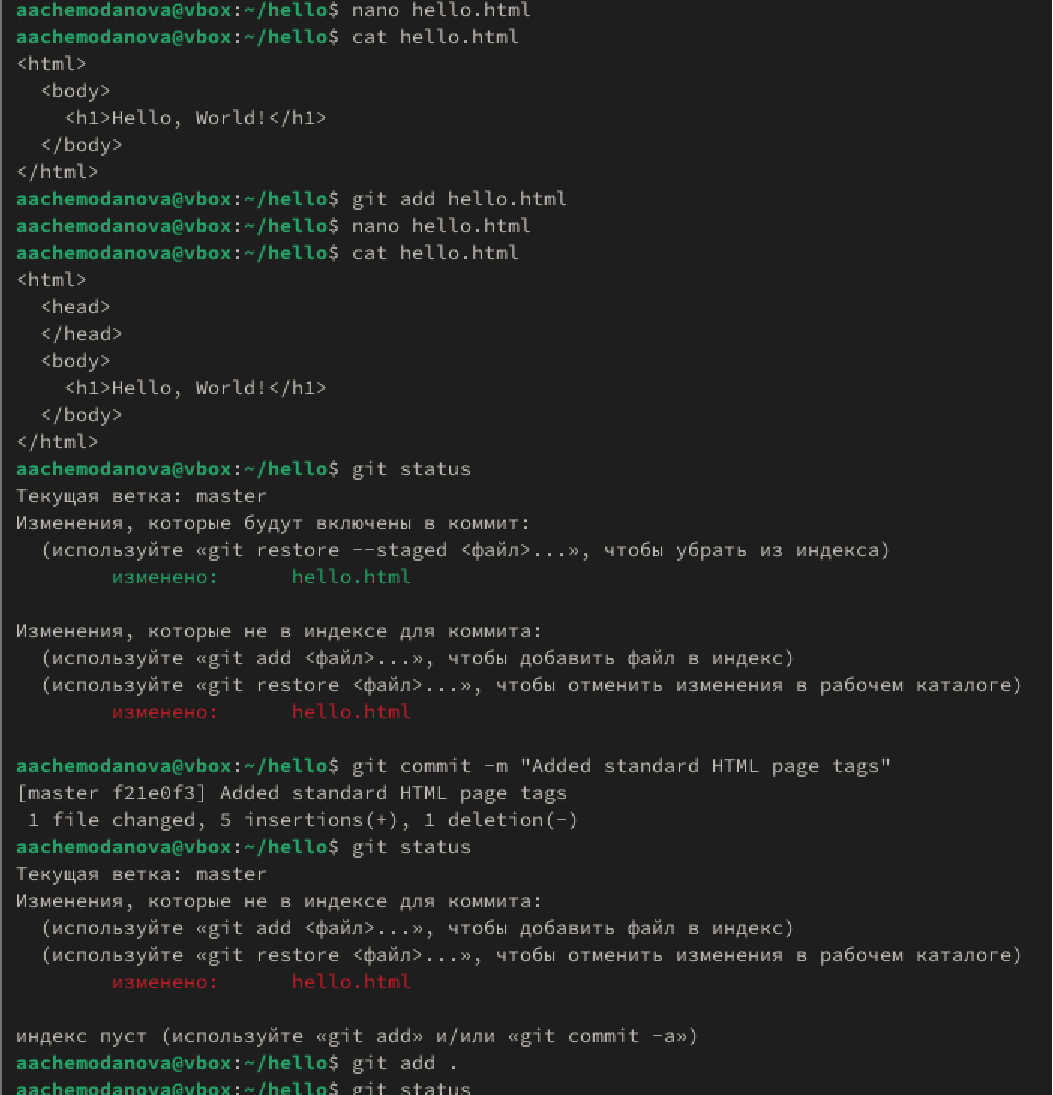 aachemodanova@vbox:~/hello$ nano hello.html
aachemodanova@vbox:~/hello$ cat hello.html
<html>
  <body>
    <h1>Hello, World!</h1>
  </body>
</html>
aachemodanova@vbox:~/hello$ git add hello.html
aachemodanova@vbox:~/hello$ nano hello.html
aachemodanova@vbox:~/hello$ cat hello.html
<html>
  <head>
  </head>
  <body>
    <h1>Hello, World!</h1>
  </body>
</html>
aachemodanova@vbox:~/hello$ git status
Текущая ветка: master
Изменения, которые будут включены в коммит:
  (используйте «git restore --staged <файл>...», чтобы убрать из индекса)
        изменено:      hello.html

Изменения, которые не в индексе для коммита:
  (используйте «git add <файл>...», чтобы добавить файл в индекс)
  (используйте «git restore <файл>...», чтобы отменить изменения в рабочем каталоге)
        изменено:      hello.html

aachemodanova@vbox:~/hello$ git commit -m "Added standard HTML page tags"
[master f21e0f3] Added standard HTML page tags
 1 file changed, 5 insertions(+), 1 deletion(-)
aachemodanova@vbox:~/hello$ git status
Текущая ветка: master
Изменения, которые не в индексе для коммита:
  (используйте «git add <файл>...», чтобы добавить файл в индекс)
  (используйте «git restore <файл>...», чтобы отменить изменения в рабочем каталоге)
        изменено:      hello.html

индекс пуст (используйте «git add» и/или «git commit -a»)
aachemodanova@vbox:~/hello$ git add .
aachemodanova@vbox:~/hello$ git status